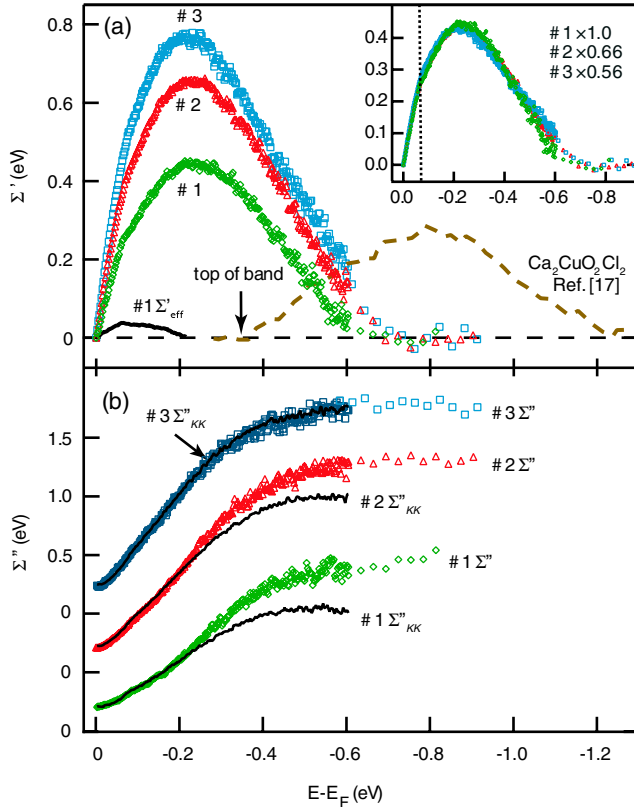 (a)
# 3
# 2
# 1
# 1 Σ'eff
top of band
Ca2CuO2Cl2
Ref. [17]
Σ ' (eV)
0.8
0.6
0.4
0.2
0
# 1 × 1.0
# 2 × 0.66
# 3 × 0.56
0.4
0.3
0.2
0.1
0.0
0.0 -0.2 -0.4 -0.6 -0.8
(b)
# 3 Σ"KK
# 3 Σ"
# 2 Σ"
# 2 Σ"KK
# 1 Σ"
# 1 Σ"KK
Σ " (eV)
1.5
1.0
0.5
0
0
0
0 -0.2 -0.4 -0.6 -0.8 -1.0 -1.2
E-EF (eV)